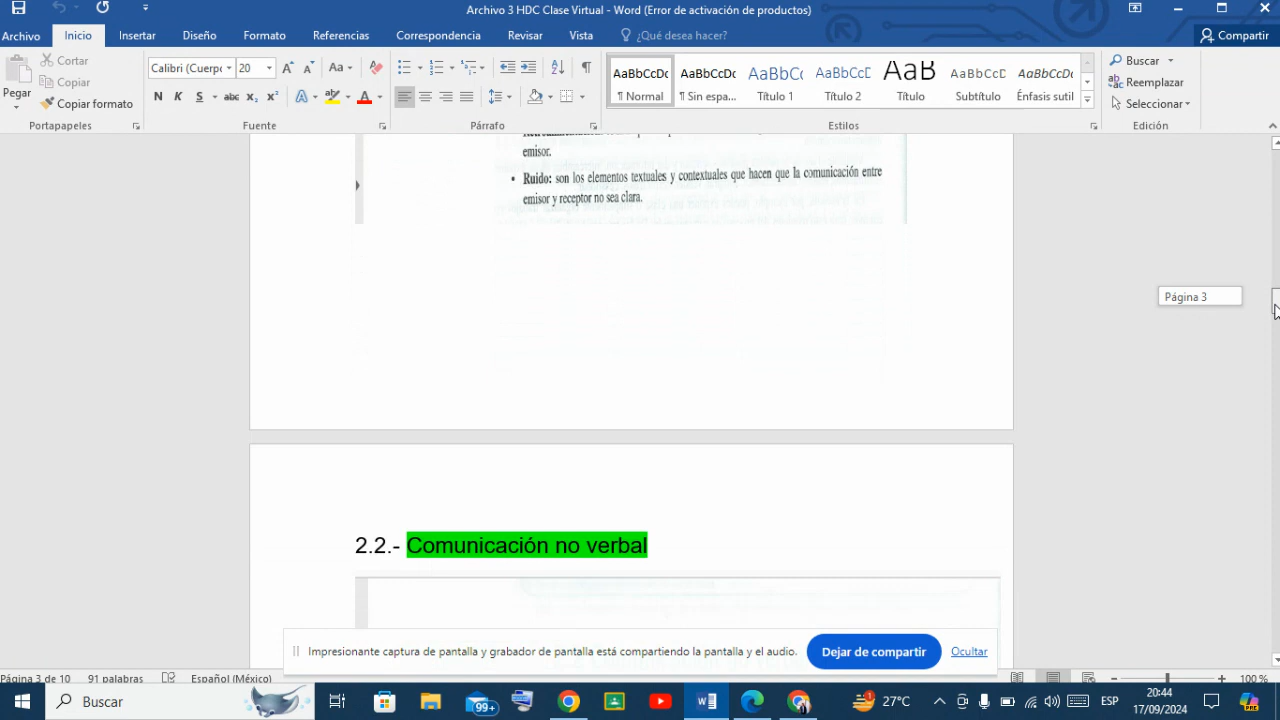 Archivo 3 HDC Clase Virtual - Word (Error de activación de productos)
Archivo Inicio Insertar Diseño Formato Referencias Correspondencia Revisar Vista ¿Qué desea hacer? Compartir
Pegar
Cortar
Copiar
Copiar formato
Portapapeles
Calibri (Cuerpo 20 Aa
N K S abc x₂ x² A A
Fuente
Párrafo
AaBbCcDc AaBbCcDc AaBbCc AaBbCcD AaB AaBbCcD AaBbCcDc
¶ Normal ¶ Sin espa... Título 1 Título 2 Título Subtítulo Énfasis sutil
Estilos
Buscar
Reemplazar
Seleccionar
Edición
emisor.
• Ruido: son los elementos textuales y contextuales que hacen que la comunicación entre
emisor y receptor no sea clara.
Página 3
2.2.- Comunicación no verbal
Impresionante captura de pantalla y grabador de pantalla está compartiendo la pantalla y el audio. Dejar de compartir Ocultar
Página 3 de 10 91 palabras Español (México) 100 %
Buscar 99+ 1 27°C ESP 20:44
17/09/2024